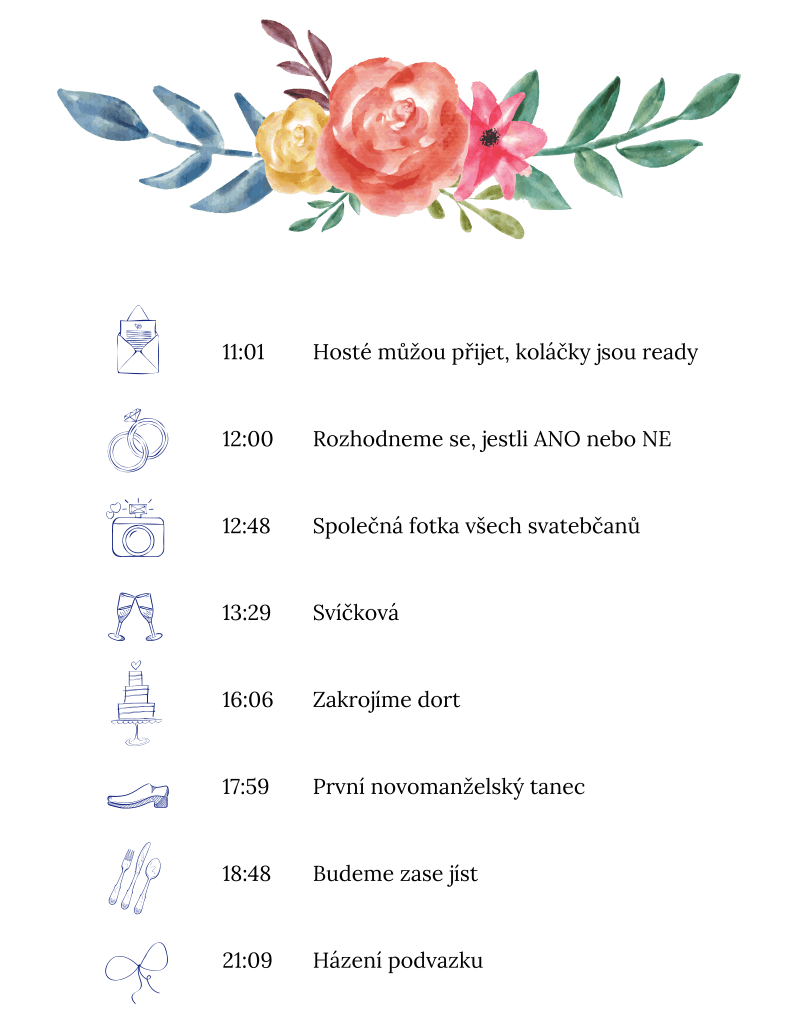 11:01 Hosté můžou přijet, koláčky jsou ready
12:00 Rozhodneme se, jestli ANO nebo NE
12:48 Společná fotka všech svatebčanů
13:29 Svíčková
16:06 Zakrojíme dort
17:59 První novomanželský tanec
18:48 Budeme zase jíst
21:09 Házení podvazku